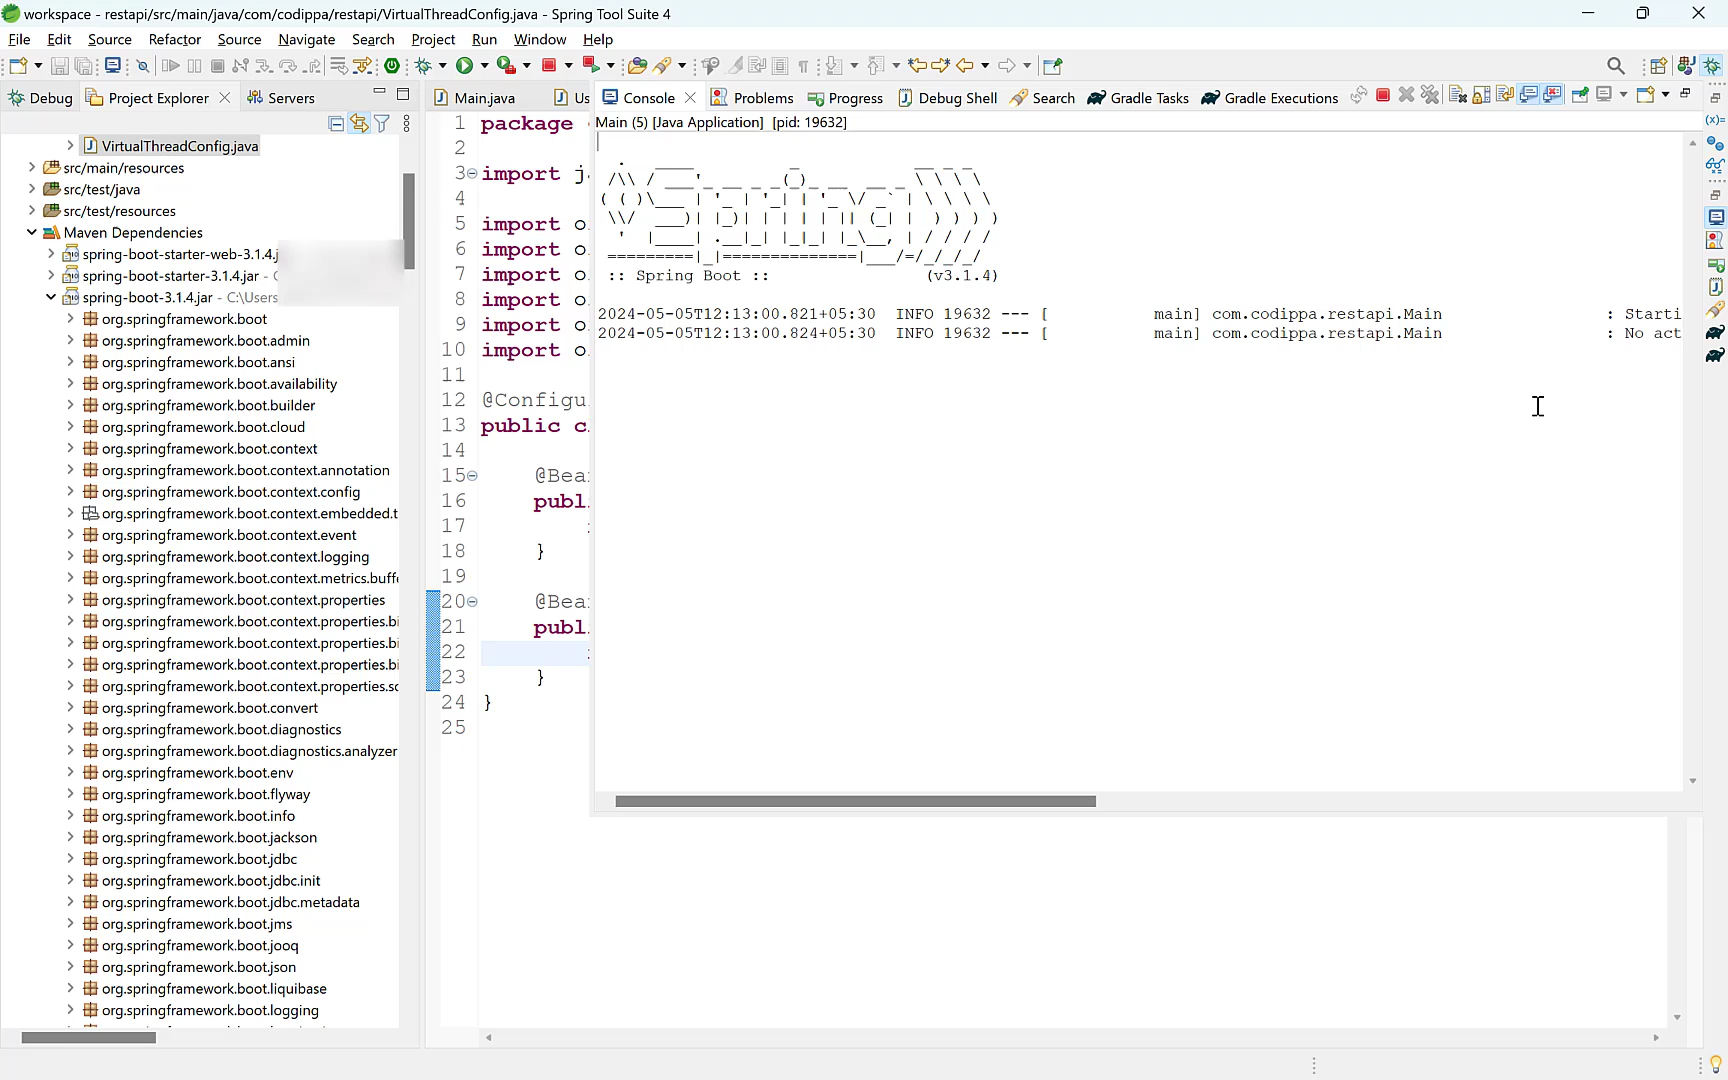 workspace - restapi/src/main/java/com/codippa/restapi/VirtualThreadConfig.java - Spring Tool Suite 4
File Edit Source Refactor Source Navigate Search Project Run Window Help
Debug Project Explorer Servers
VirtualThreadConfig.java
src/main/resources
src/test/java
src/test/resources
Maven Dependencies
spring-boot-starter-web-3.1.4.j
spring-boot-starter-3.1.4.jar -
spring-boot-3.1.4.jar - C:\Users
org.springframework.boot
org.springframework.boot.admin
org.springframework.boot.ansi
org.springframework.boot.availability
org.springframework.boot.builder
org.springframework.boot.cloud
org.springframework.boot.context
org.springframework.boot.context.annotation
org.springframework.boot.context.config
org.springframework.boot.context.embedded.t
org.springframework.boot.context.event
org.springframework.boot.context.logging
org.springframework.boot.context.metrics.buff
org.springframework.boot.context.properties
org.springframework.boot.context.properties.bi
org.springframework.boot.context.properties.bi
org.springframework.boot.context.properties.bi
org.springframework.boot.context.properties.sc
org.springframework.boot.convert
org.springframework.boot.diagnostics
org.springframework.boot.diagnostics.analyzer
org.springframework.boot.env
org.springframework.boot.flyway
org.springframework.boot.info
org.springframework.boot.jackson
org.springframework.boot.jdbc
org.springframework.boot.jdbc.init
org.springframework.boot.jdbc.metadata
org.springframework.boot.jms
org.springframework.boot.jooq
org.springframework.boot.json
org.springframework.boot.liquibase
org.springframework.boot.logging
Main.java Us
1 package
2
3 import j
4
5 import o
6 import o
7 import o
8 import o
9 import o
10 import o
11
12 @Configu
13 public c
14
15 @Bea
16 publ
17
18 }
19
20 @Bea
21 publ
22
23 }
24 }
25
Console Problems Progress Debug Shell Search Gradle Tasks Gradle Executions
Main (5) [Java Application] [pid: 19632]
Spring
:: Spring Boot :: (v3.1.4)
2024-05-05T12:13:00.821+05:30 INFO 19632 --- [ main] com.codippa.restapi.Main : Starti
2024-05-05T12:13:00.824+05:30 INFO 19632 --- [ main] com.codippa.restapi.Main : No act